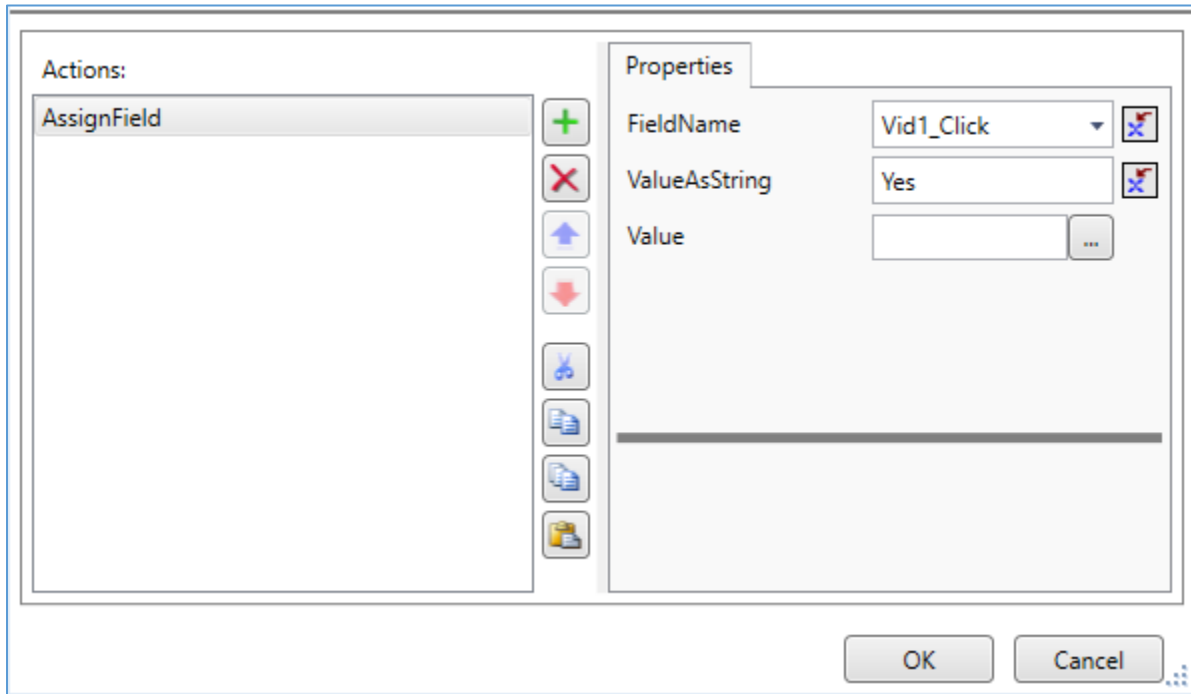 Actions:
AssignField
Properties
FieldName
Vid1_Click
ValueAsString
Yes
Value
...
OK
Cancel